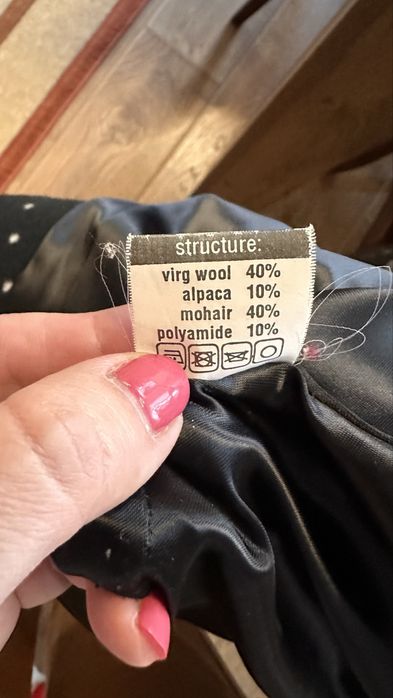 structure:
virg wool 40%
alpaca 10%
mohair 40%
polyamide 10%